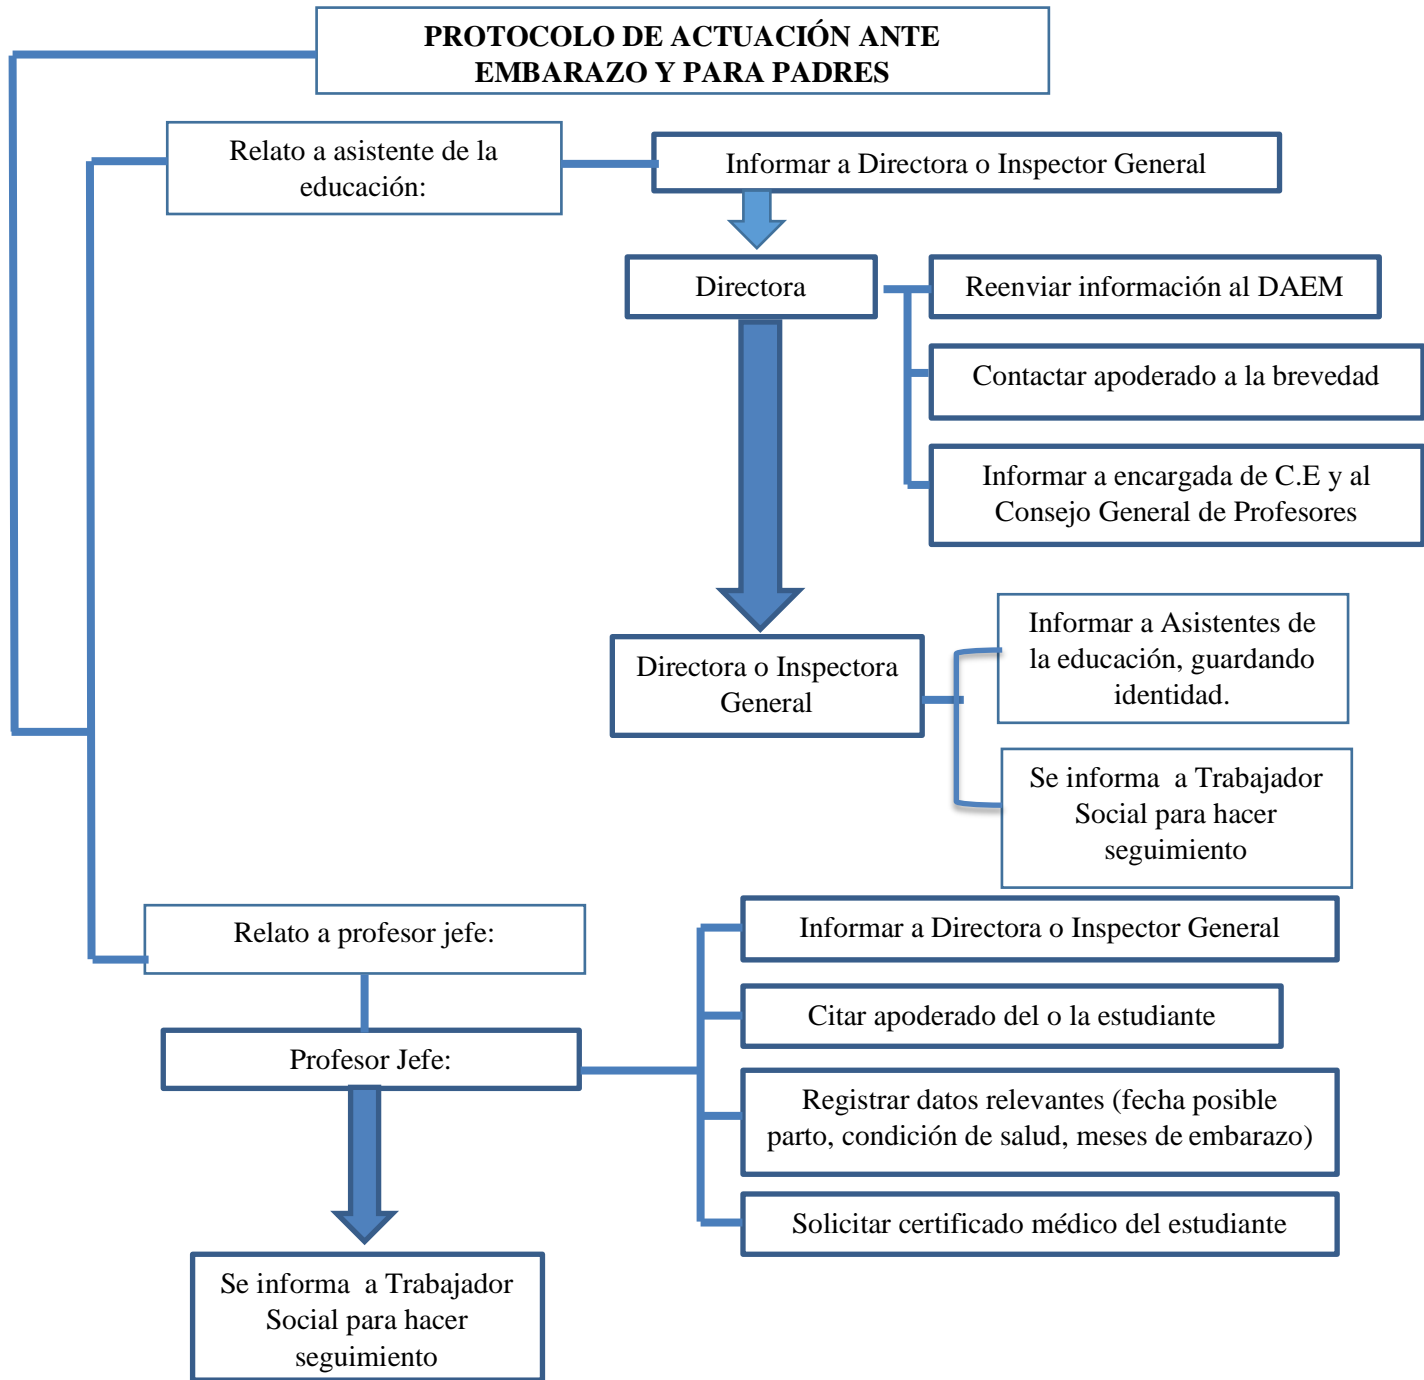 PROTOCOLO DE ACTUACIÓN ANTE
EMBARAZO Y PARA PADRES
Relato a asistente de la
educación:
Informar a Directora o Inspector General
Directora
Reenviar información al DAEM
Contactar apoderado a la brevedad
Informar a encargada de C.E y al
Consejo General de Profesores
Directora o Inspectora
General
Informar a Asistentes de
la educación, guardando
identidad.
Se informa a Trabajador
Social para hacer
seguimiento
Relato a profesor jefe:
Profesor Jefe:
Informar a Directora o Inspector General
Citar apoderado del o la estudiante
Registrar datos relevantes (fecha posible
parto, condición de salud, meses de embarazo)
Solicitar certificado médico del estudiante
Se informa a Trabajador
Social para hacer
seguimiento